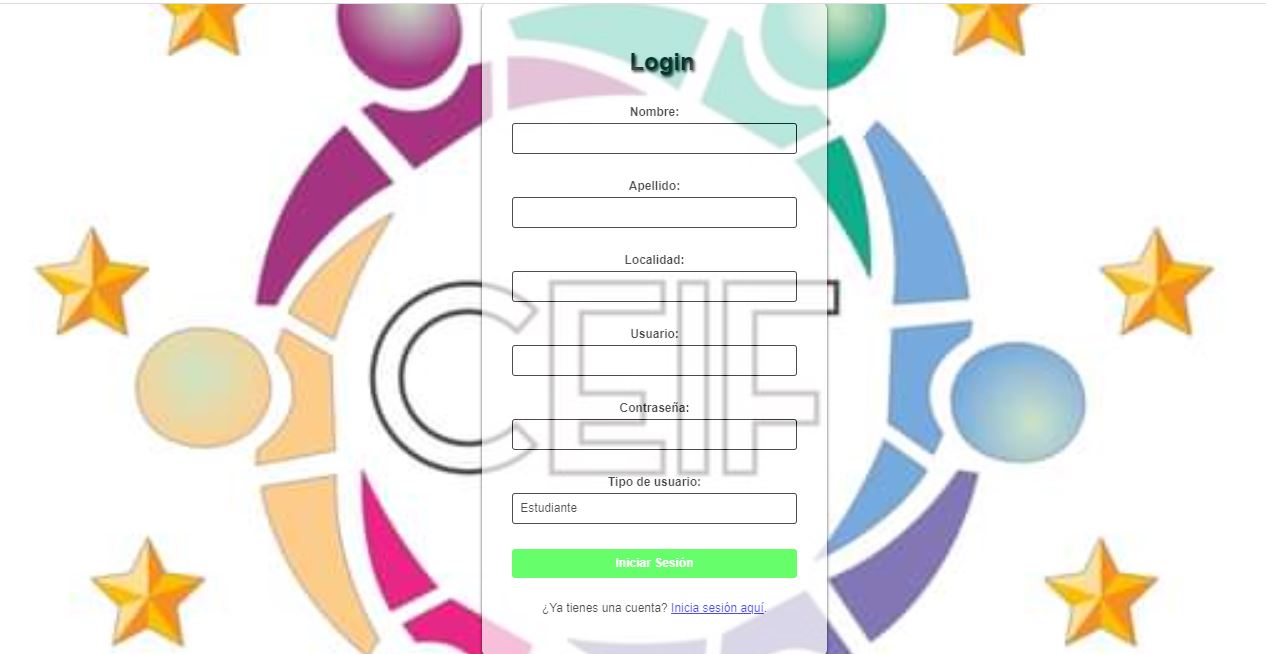 Login
Nombre:
Apellido:
Localidad:
CEIF
Usuario:
Contraseña:
Tipo de usuario:
Estudiante
Iniciar Sesión
¿Ya tienes una cuenta? Inicia sesión aquí.